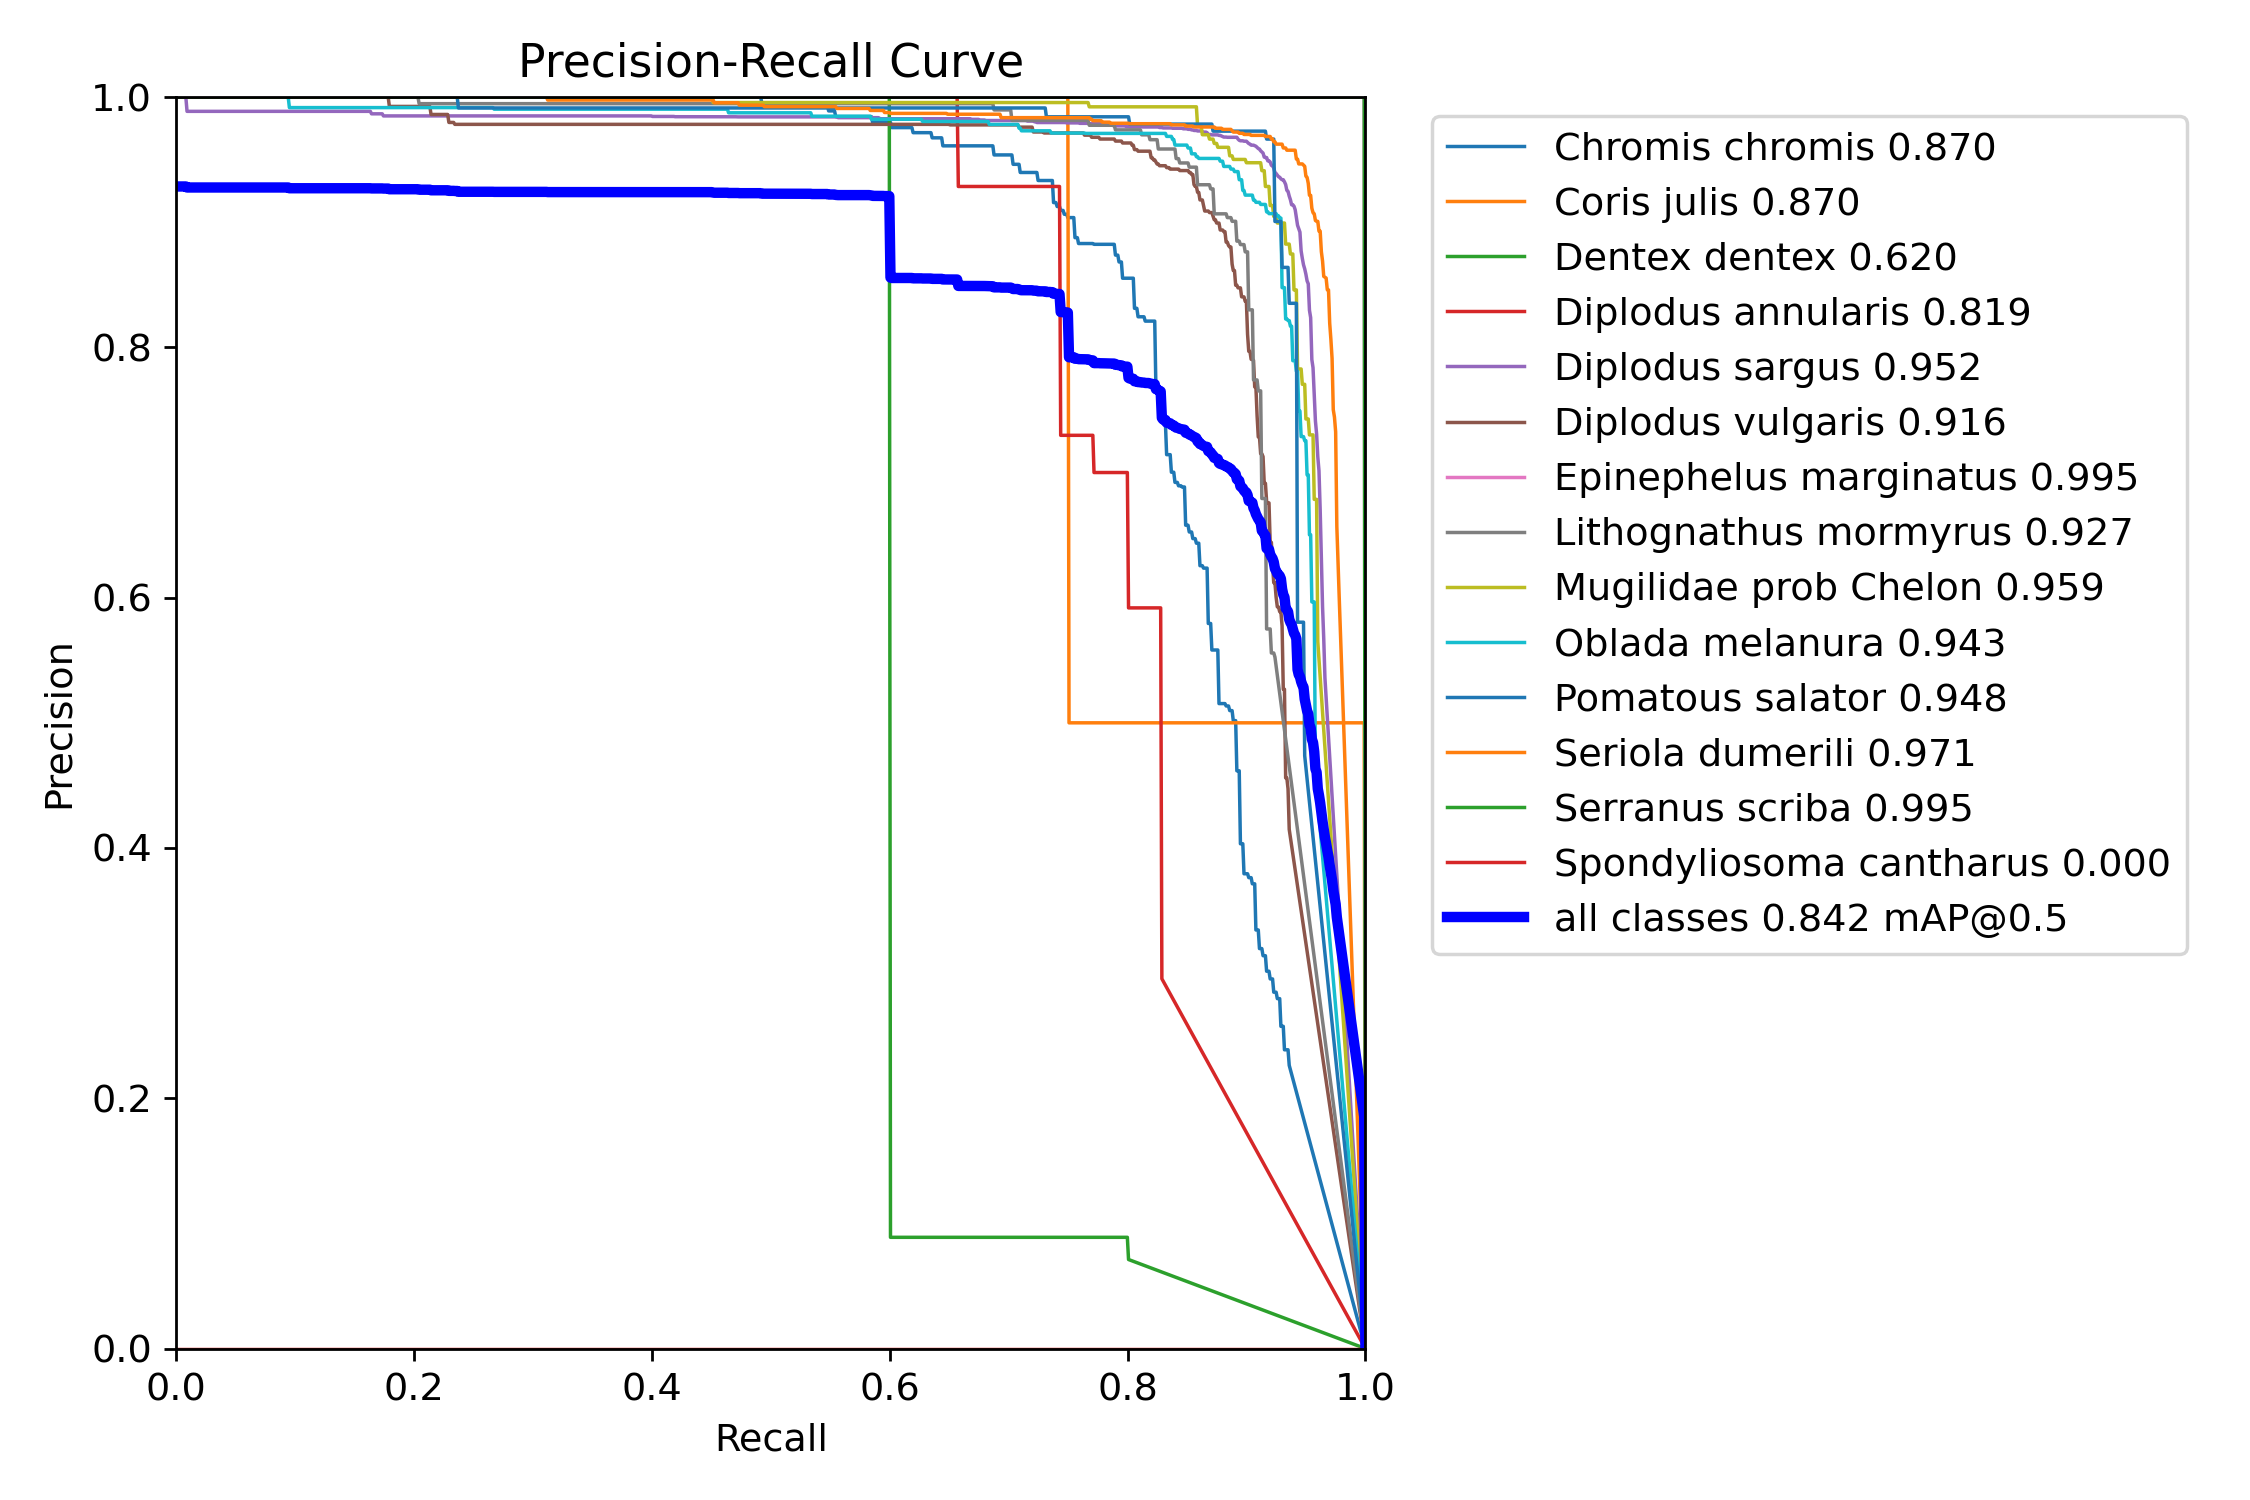 Precision-Recall Curve
1.0
0.8
0.6
0.4
0.2
0.0
Precision
0.0 0.2 0.4 0.6 0.8 1.0
Recall
Chromis chromis 0.870
Coris julis 0.870
Dentex dentex 0.620
Diplodus annularis 0.819
Diplodus sargus 0.952
Diplodus vulgaris 0.916
Epinephelus marginatus 0.995
Lithognathus mormyrus 0.927
Mugilidae prob Chelon 0.959
Oblada melanura 0.943
Pomatous salator 0.948
Seriola dumerili 0.971
Serranus scriba 0.995
Spondyliosoma cantharus 0.000
all classes 0.842 mAP@0.5